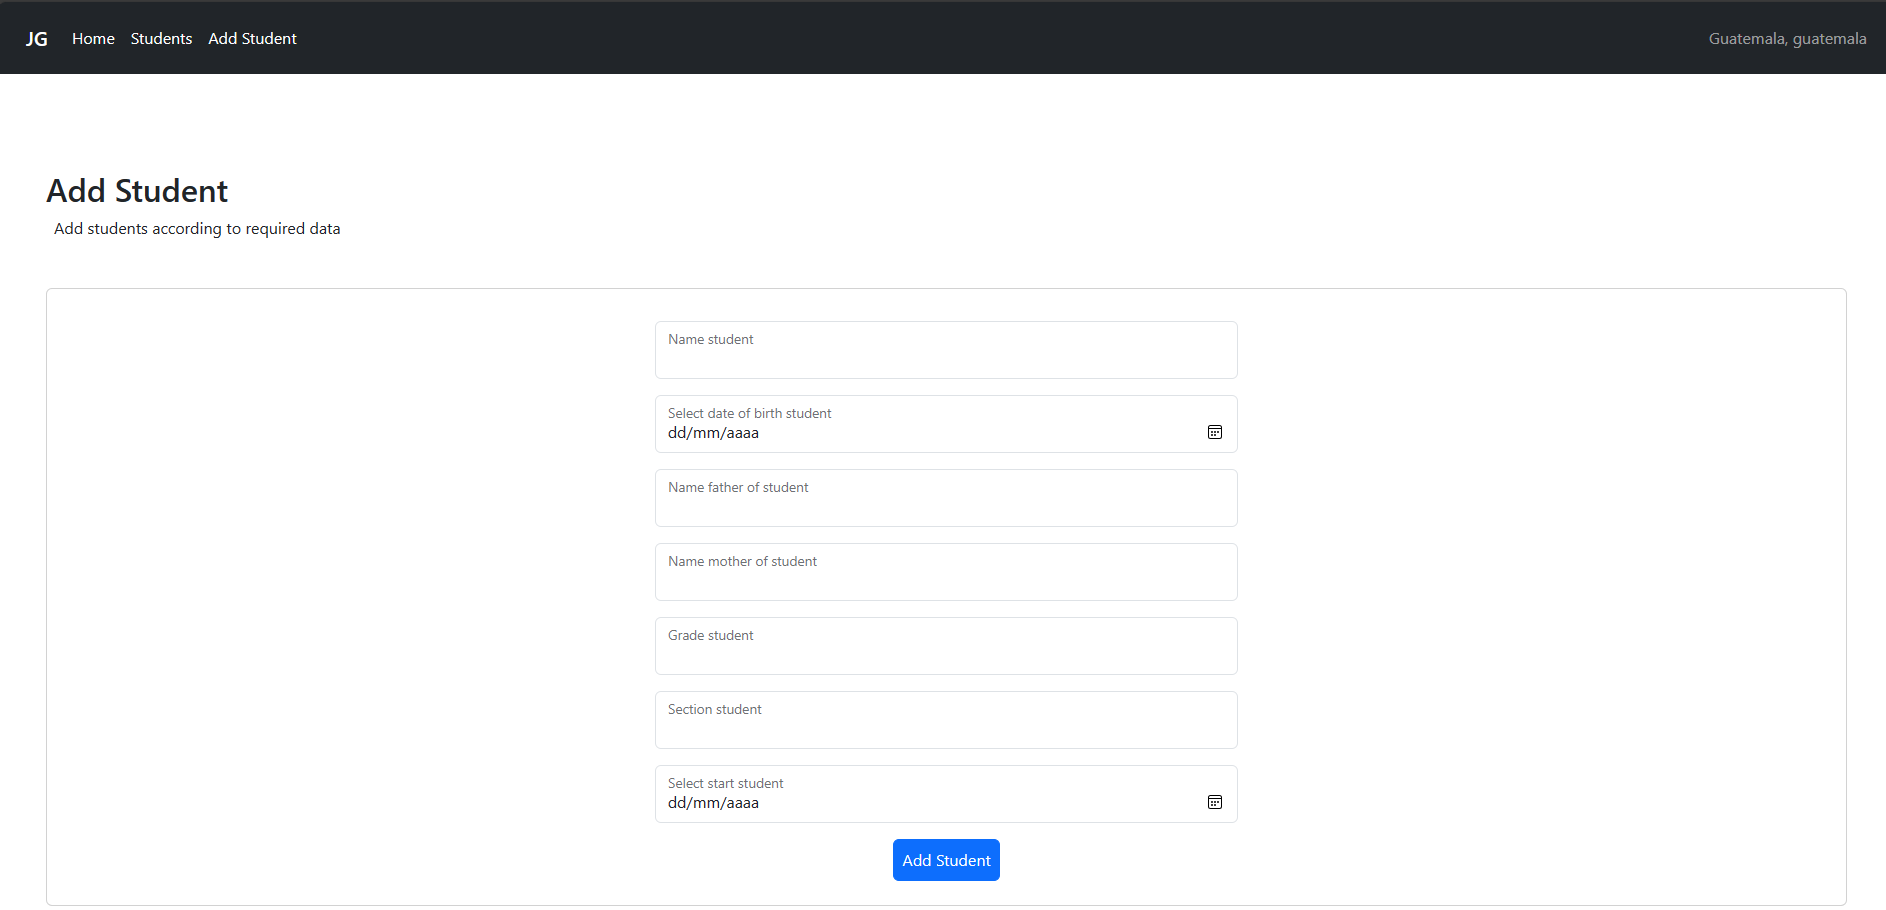 JG Home Students Add Student Guatemala, guatemala
Add Student
Add students according to required data
Name student
Select date of birth student
dd/mm/aaaa
Name father of student
Name mother of student
Grade student
Section student
Select start student
dd/mm/aaaa
Add Student